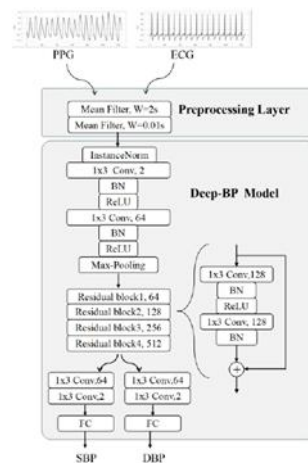 PPG
ECG
Mean Filter, W=2s
Mean Filter, W=0.01s
Preprocessing Layer
InstanceNorm
1x3 Conv, 2
BN
ReLU
1x3 Conv, 64
BN
ReLU
Max-Pooling
Deep-BP Model
Residual block1, 64
Residual block2, 128
Residual block3, 256
Residual block4, 512
1x3 Conv,128
BN
ReLU
1x3 Conv, 128
BN
+
1x3 Conv,64
1x3 Conv,2
FC
SBP
1x3 Conv,64
1x3 Conv,2
FC
DBP